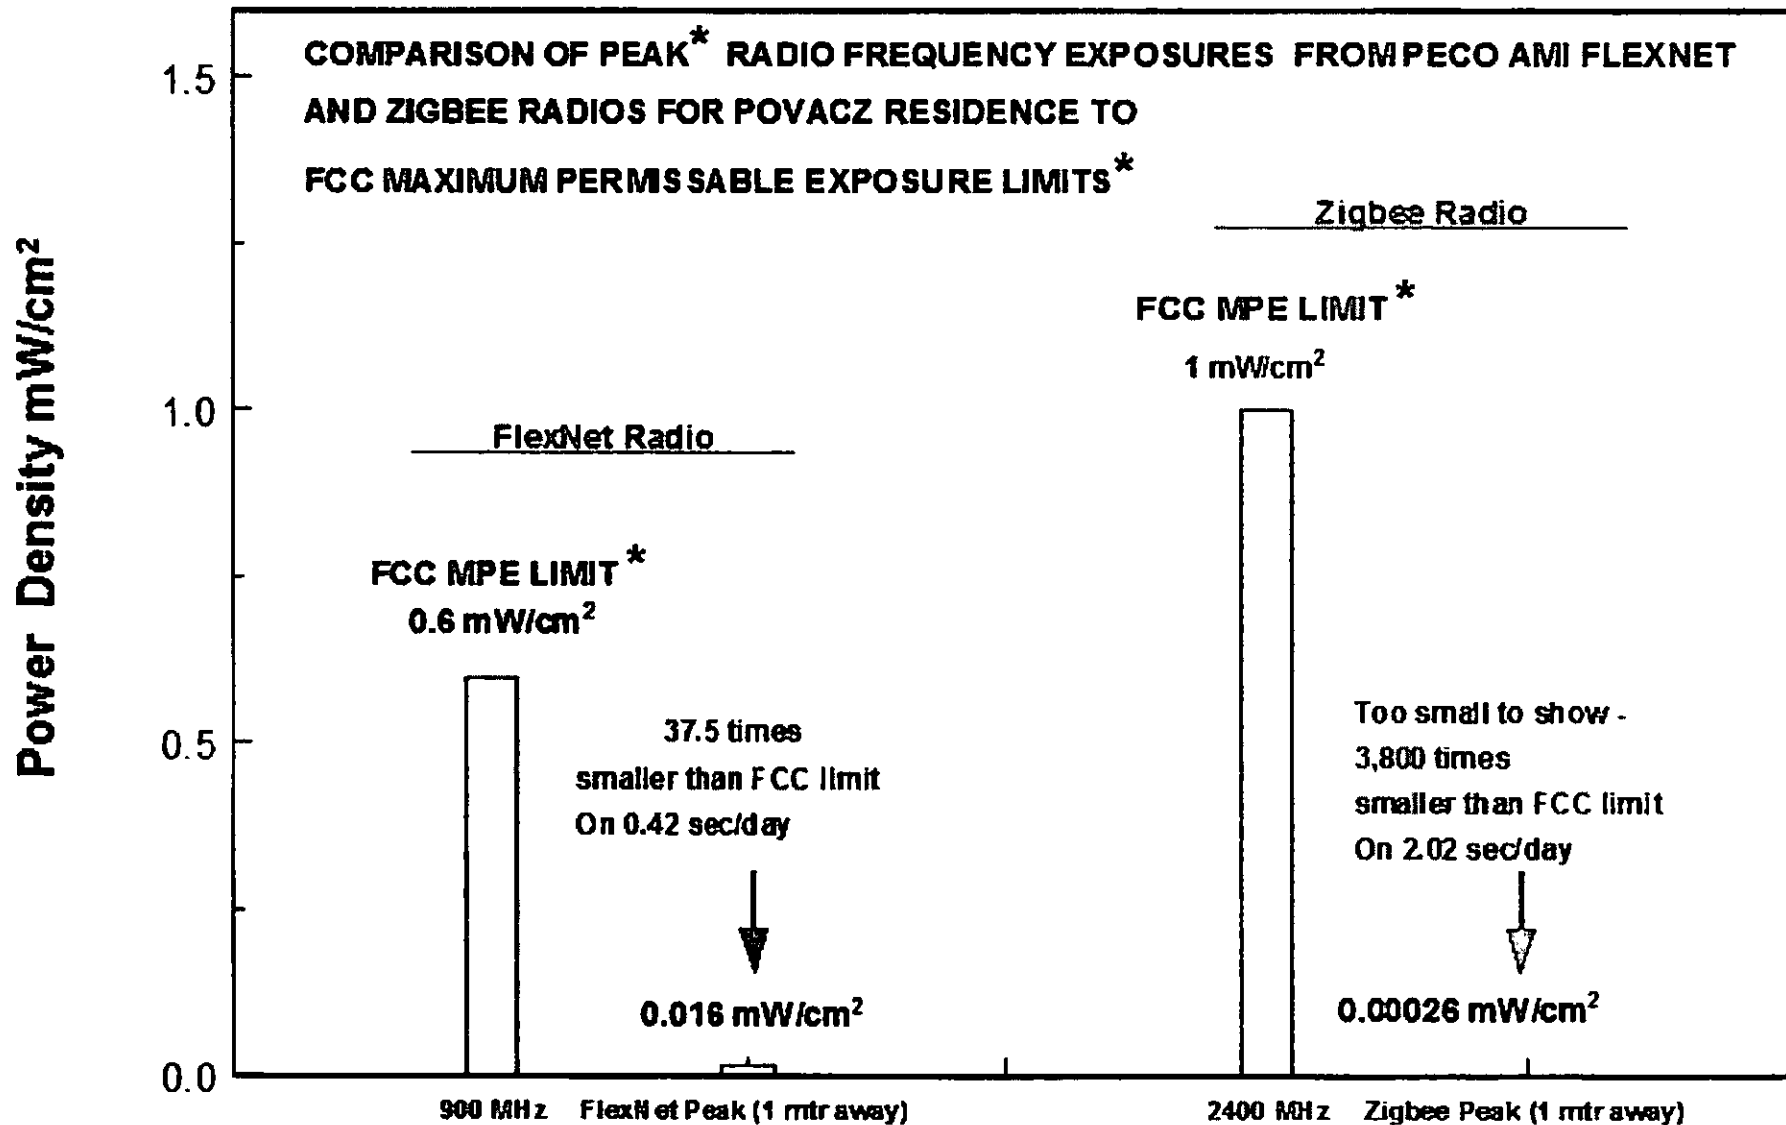 COMPARISON OF PEAK* RADIO FREQUENCY EXPOSURES FROM PECO AMI FLEXNET
AND ZIGBEE RADIOS FOR POVACZ RESIDENCE TO
FCC MAXIMUM PERMISSABLE EXPOSURE LIMITS*
Power Density mW/cm²
1.5
1.0
0.5
0.0
FlexNet Radio
FCC MPE LIMIT*
0.6 mW/cm²
37.5 times
smaller than FCC limit
On 0.42 sec/day
0.016 mW/cm²
Zigbee Radio
FCC MPE LIMIT*
1 mW/cm²
Too small to show -
3,800 times
smaller than FCC limit
On 2.02 sec/day
0.00026 mW/cm²
900 MHz FlexNet Peak (1 mtr away)
2400 MHz Zigbee Peak (1 mtr away)